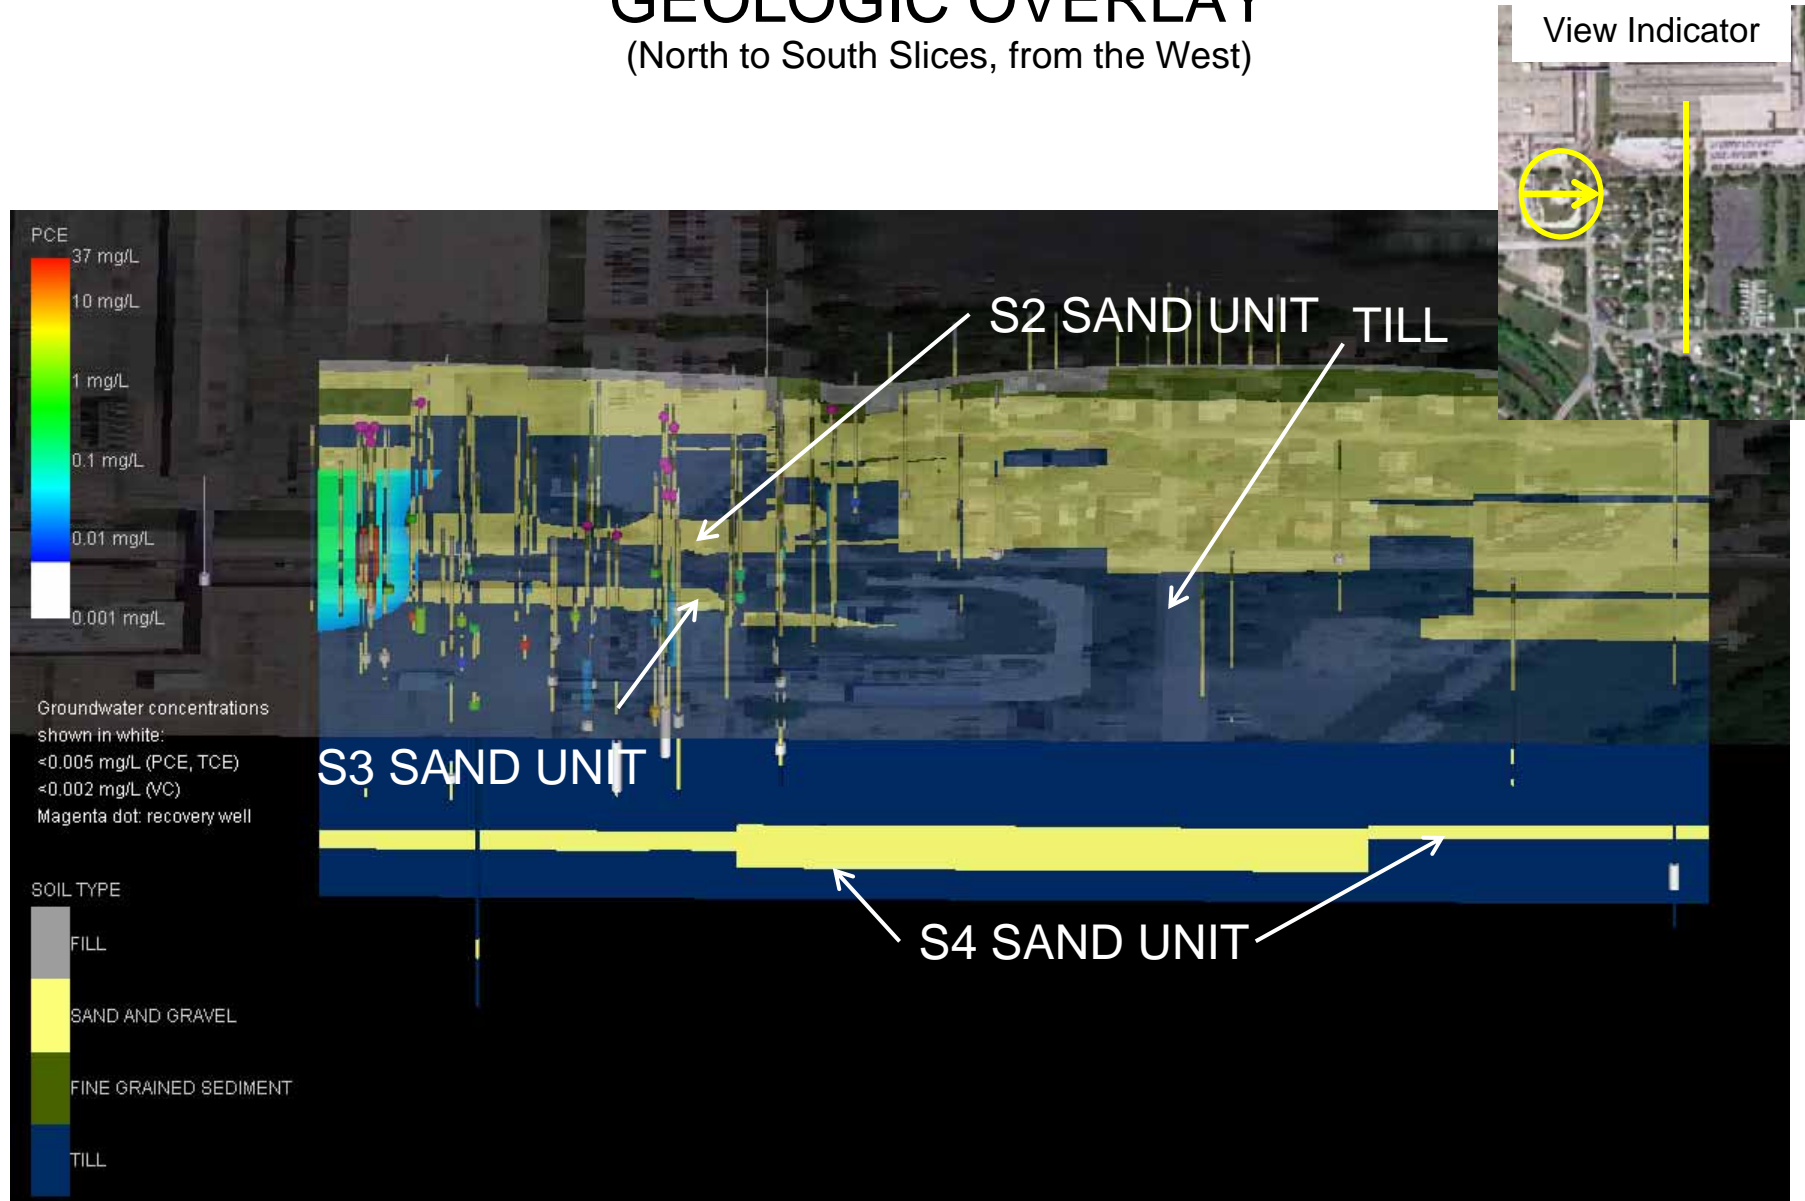 GEOLOGIC OVERLAY
(North to South Slices, from the West)
View Indicator
PCE
37 mg/L
10 mg/L
1 mg/L
0.1 mg/L
0.01 mg/L
0.001 mg/L
S2 SAND UNIT
TILL
Groundwater concentrations
shown in white:
<0.005 mg/L (PCE, TCE)
<0.002 mg/L (VC)
Magenta dot: recovery well
S3 SAND UNIT
S4 SAND UNIT
SOIL TYPE
FILL
SAND AND GRAVEL
FINE GRAINED SEDIMENT
TILL